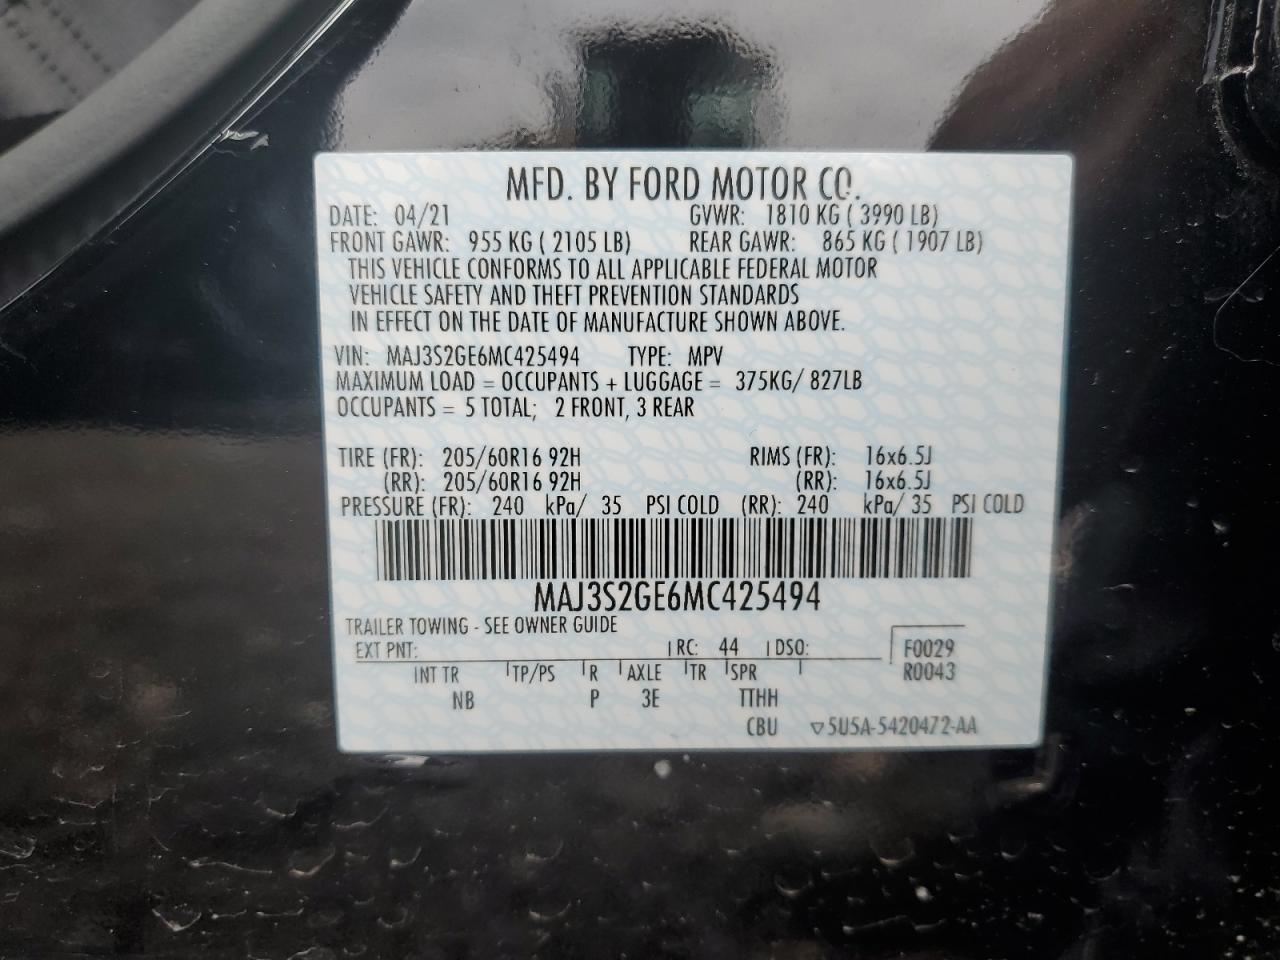 MFD. BY FORD MOTOR CO.
DATE: 04/21 GVWR: 1810 KG ( 3990 LB)
FRONT GAWR: 955 KG ( 2105 LB) REAR GAWR: 865 KG ( 1907 LB)
THIS VEHICLE CONFORMS TO ALL APPLICABLE FEDERAL MOTOR
VEHICLE SAFETY AND THEFT PREVENTION STANDARDS
IN EFFECT ON THE DATE OF MANUFACTURE SHOWN ABOVE.
VIN: MAJ3S2GE6MC425494 TYPE: MPV
MAXIMUM LOAD = OCCUPANTS + LUGGAGE = 375KG/ 827LB
OCCUPANTS = 5 TOTAL; 2 FRONT, 3 REAR
TIRE (FR): 205/60R16 92H RIMS (FR): 16x6.5J
(RR): 205/60R16 92H (RR): 16x6.5J
PRESSURE (FR): 240 kPa/ 35 PSI COLD (RR): 240 kPa/ 35 PSI COLD
MAJ3S2GE6MC425494
TRAILER TOWING - SEE OWNER GUIDE
EXT PNT: RC: 44 DSO: F0029
INT TR TP/PS R AXLE TR SPR R0043
NB P 3E TTHH
CBU ▽5U5A-5420472-AA